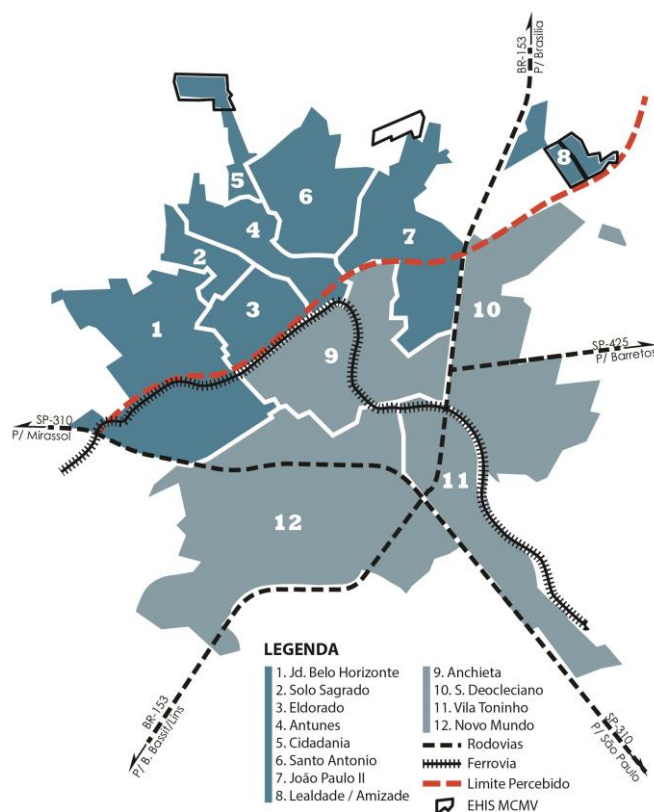 BR-153
P/ Brasília
5
6
8
4
7
2
1
3
10
9
SP-425
P/ Barretos
SP-310
P/ Mirassol
11
12
BR-153
P/ B. Bassit/Lins
SP-310
P/ São Paulo
LEGENDA
1. Jd. Belo Horizonte
2. Solo Sagrado
3. Eldorado
4. Antunes
5. Cidadania
6. Santo Antonio
7. João Paulo II
8. Lealdade / Amizade
9. Anchieta
10. S. Deocleciano
11. Vila Toninho
12. Novo Mundo
Rodovias
Ferrovia
Limite Percebido
EHIS MCMV